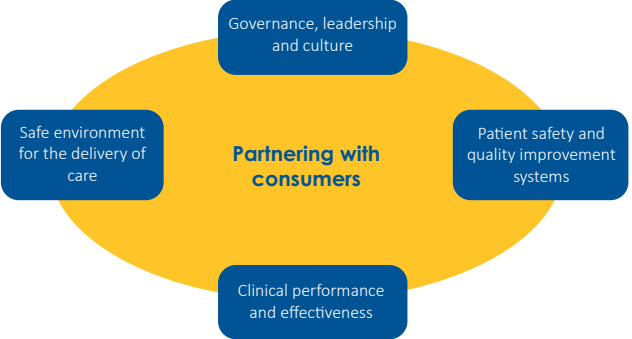 Governance, leadership
and culture
Safe environment
for the delivery of
care
Partnering with
consumers
Patient safety and
quality improvement
systems
Clinical performance
and effectiveness